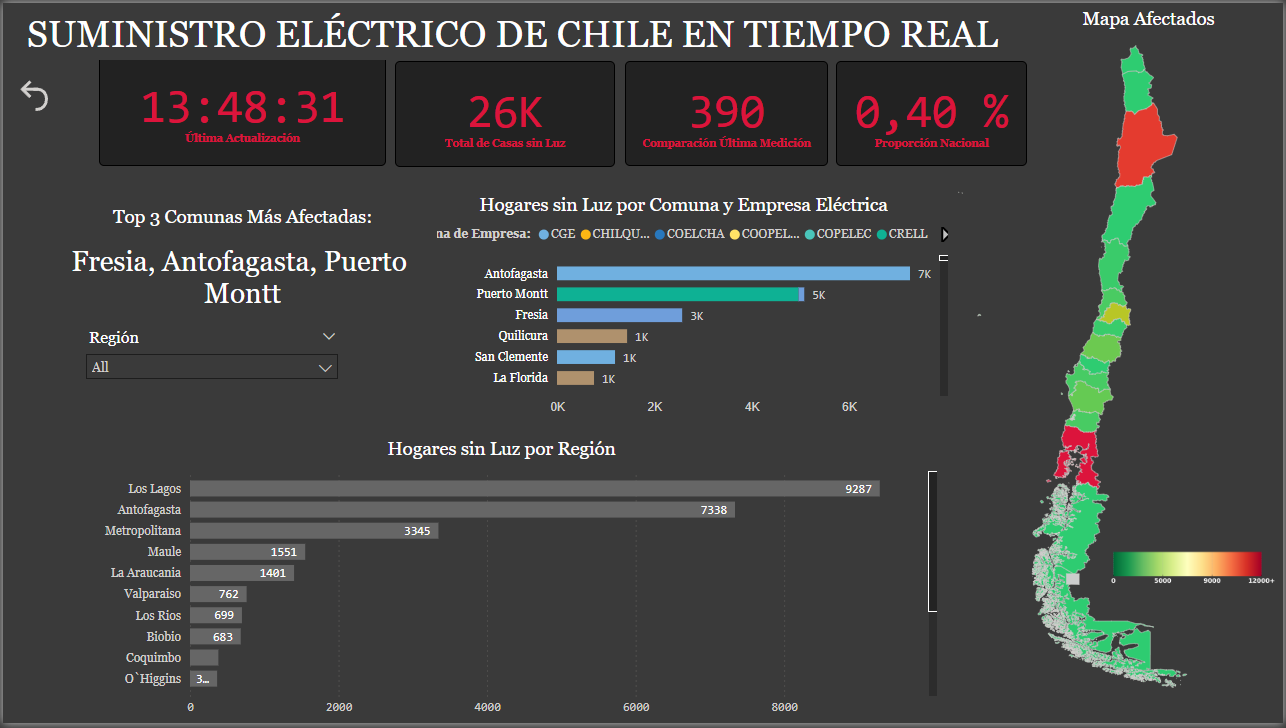 SUMINISTRO ELÉCTRICO DE CHILE EN TIEMPO REAL
Mapa Afectados
13:48:31
Última Actualización
26K
Total de Casas sin Luz
390
Comparación Última Medición
0,40 %
Proporción Nacional
Top 3 Comunas Más Afectadas:
Fresia, Antofagasta, Puerto
Montt
Región
All
Hogares sin Luz por Comuna y Empresa Eléctrica
na de Empresa: CGE CHILQU... COELCHA COOPEL... COPELEC CRELL
Antofagasta 7K
Puerto Montt 5K
Fresia 3K
Quilicura 1K
San Clemente 1K
La Florida 1K
0K 2K 4K 6K
Hogares sin Luz por Región
Los Lagos 9287
Antofagasta 7338
Metropolitana 3345
Maule 1551
La Araucania 1401
Valparaiso 762
Los Rios 699
Biobio 683
Coquimbo
O`Higgins 3...
0 2000 4000 6000 8000
0 5000 9000 12000+